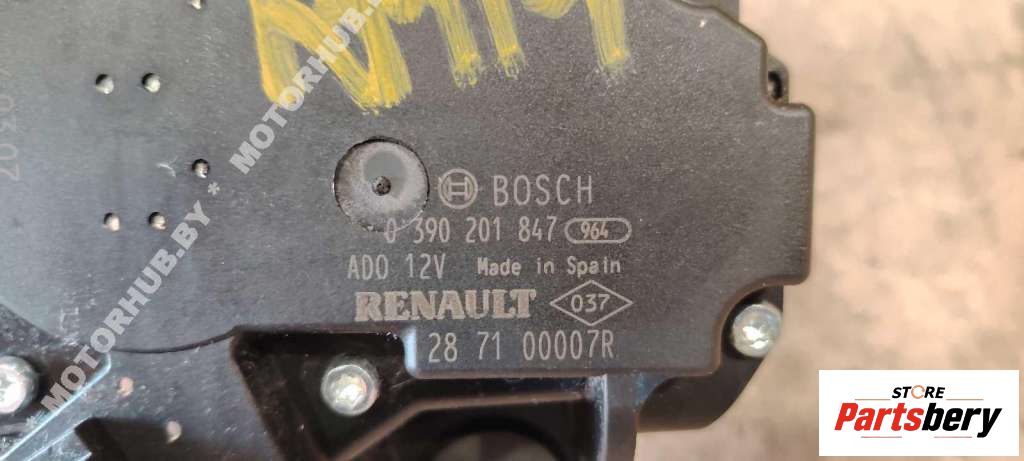 BOSCH
0 390 201 847 964
ADO 12V Made in Spain
RENAULT 037
28 71 00007R
* MOTORHUB.BY * MOTORHUB.BY
STORE
Partsbery